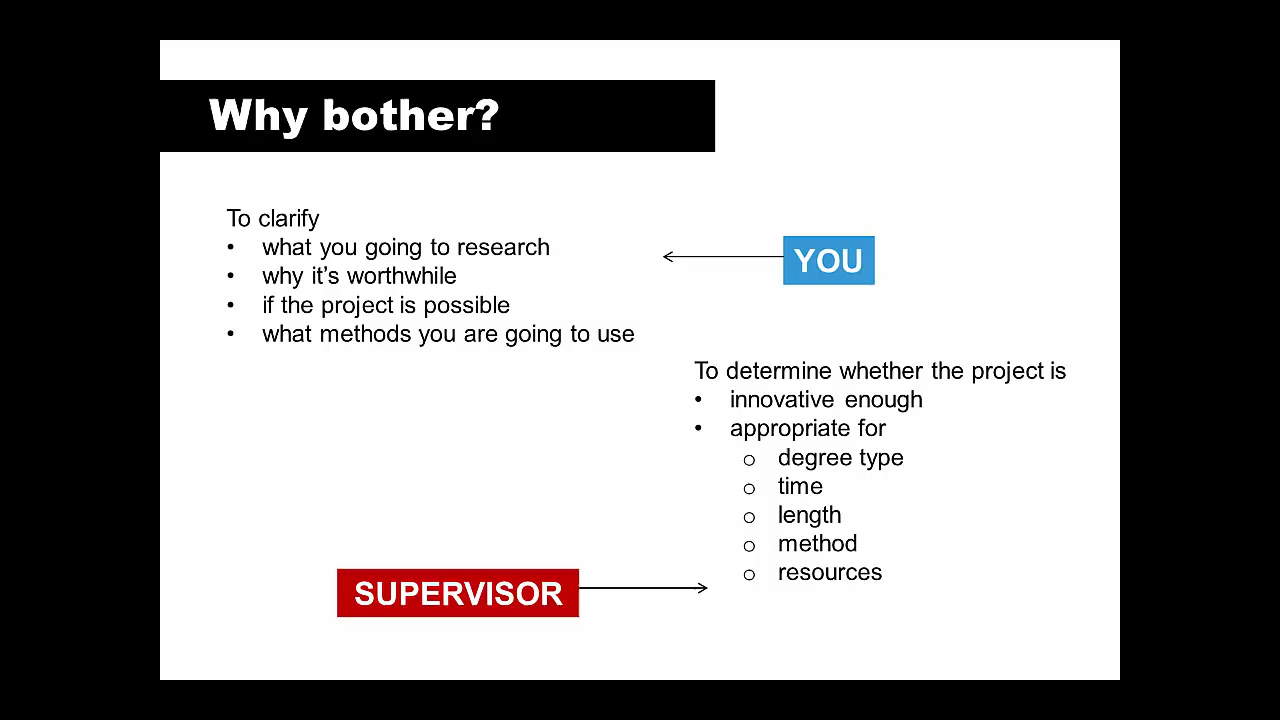 Why bother?
To clarify
• what you going to research
• why it's worthwhile
• if the project is possible
• what methods you are going to use
YOU
To determine whether the project is
• innovative enough
• appropriate for
o degree type
o time
o length
o method
o resources
SUPERVISOR